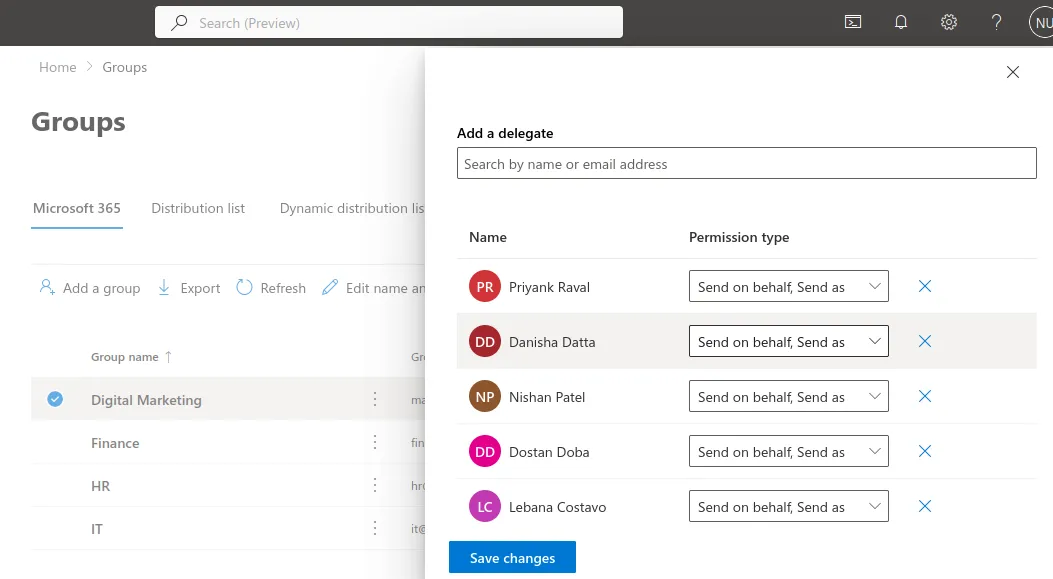 Search (Preview)
NU
Home > Groups
Groups
Microsoft 365 Distribution list Dynamic distribution lis
Add a group Export Refresh Edit name an
Group name ↑ Gr
Digital Marketing ma
Finance fin
HR hr
IT it@
Add a delegate
Search by name or email address
Name Permission type
PR Priyank Raval Send on behalf, Send as
DD Danisha Datta Send on behalf, Send as
NP Nishan Patel Send on behalf, Send as
DD Dostan Doba Send on behalf, Send as
LC Lebana Costavo Send on behalf, Send as
Save changes